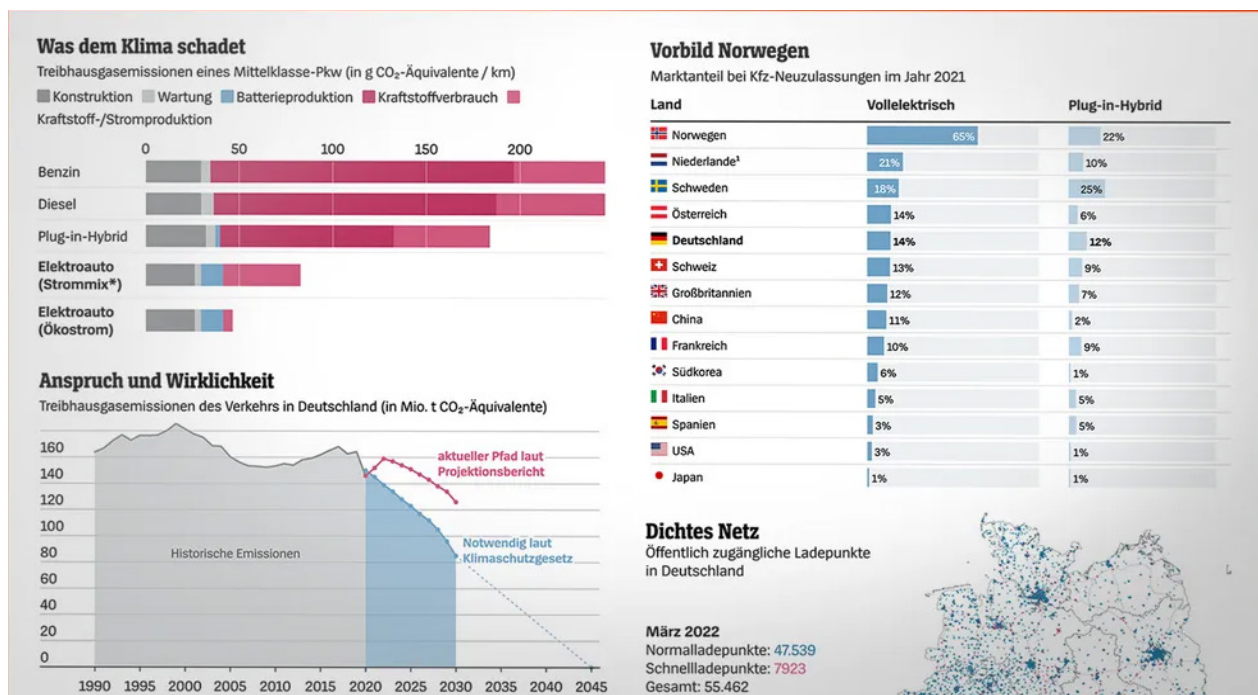 Was dem Klima schadet
Treibhausgasemissionen eines Mittelklasse-Pkw (in g CO₂-Äquivalente / km)
Konstruktion Wartung Batterieproduktion Kraftstoffverbrauch
Kraftstoff-/Stromproduktion
0 50 100 150 200
Benzin
Diesel
Plug-in-Hybrid
Elektroauto
(Strommix*)
Elektroauto
(Ökostrom)
Anspruch und Wirklichkeit
Treibhausgasemissionen des Verkehrs in Deutschland (in Mio. t CO₂-Äquivalente)
160
140
120
100
80
60
40
20
0
aktueller Pfad laut
Projektionsbericht
Notwendig laut
Klimaschutzgesetz
Historische Emissionen
1990 1995 2000 2005 2010 2015 2020 2025 2030 2035 2040 2045
Vorbild Norwegen
Marktanteil bei Kfz-Neuzulassungen im Jahr 2021
Land Vollelektrisch Plug-in-Hybrid
Norwegen 65% 22%
Niederlande¹ 21% 10%
Schweden 18% 25%
Österreich 14% 6%
Deutschland 14% 12%
Schweiz 13% 9%
Großbritannien 12% 7%
China 11% 2%
Frankreich 10% 9%
Südkorea 6% 1%
Italien 5% 5%
Spanien 3% 5%
USA 3% 1%
Japan 1% 1%
Dichtes Netz
Öffentlich zugängliche Ladepunkte
in Deutschland
März 2022
Normalladepunkte: 47.539
Schnellladepunkte: 7923
Gesamt: 55.462